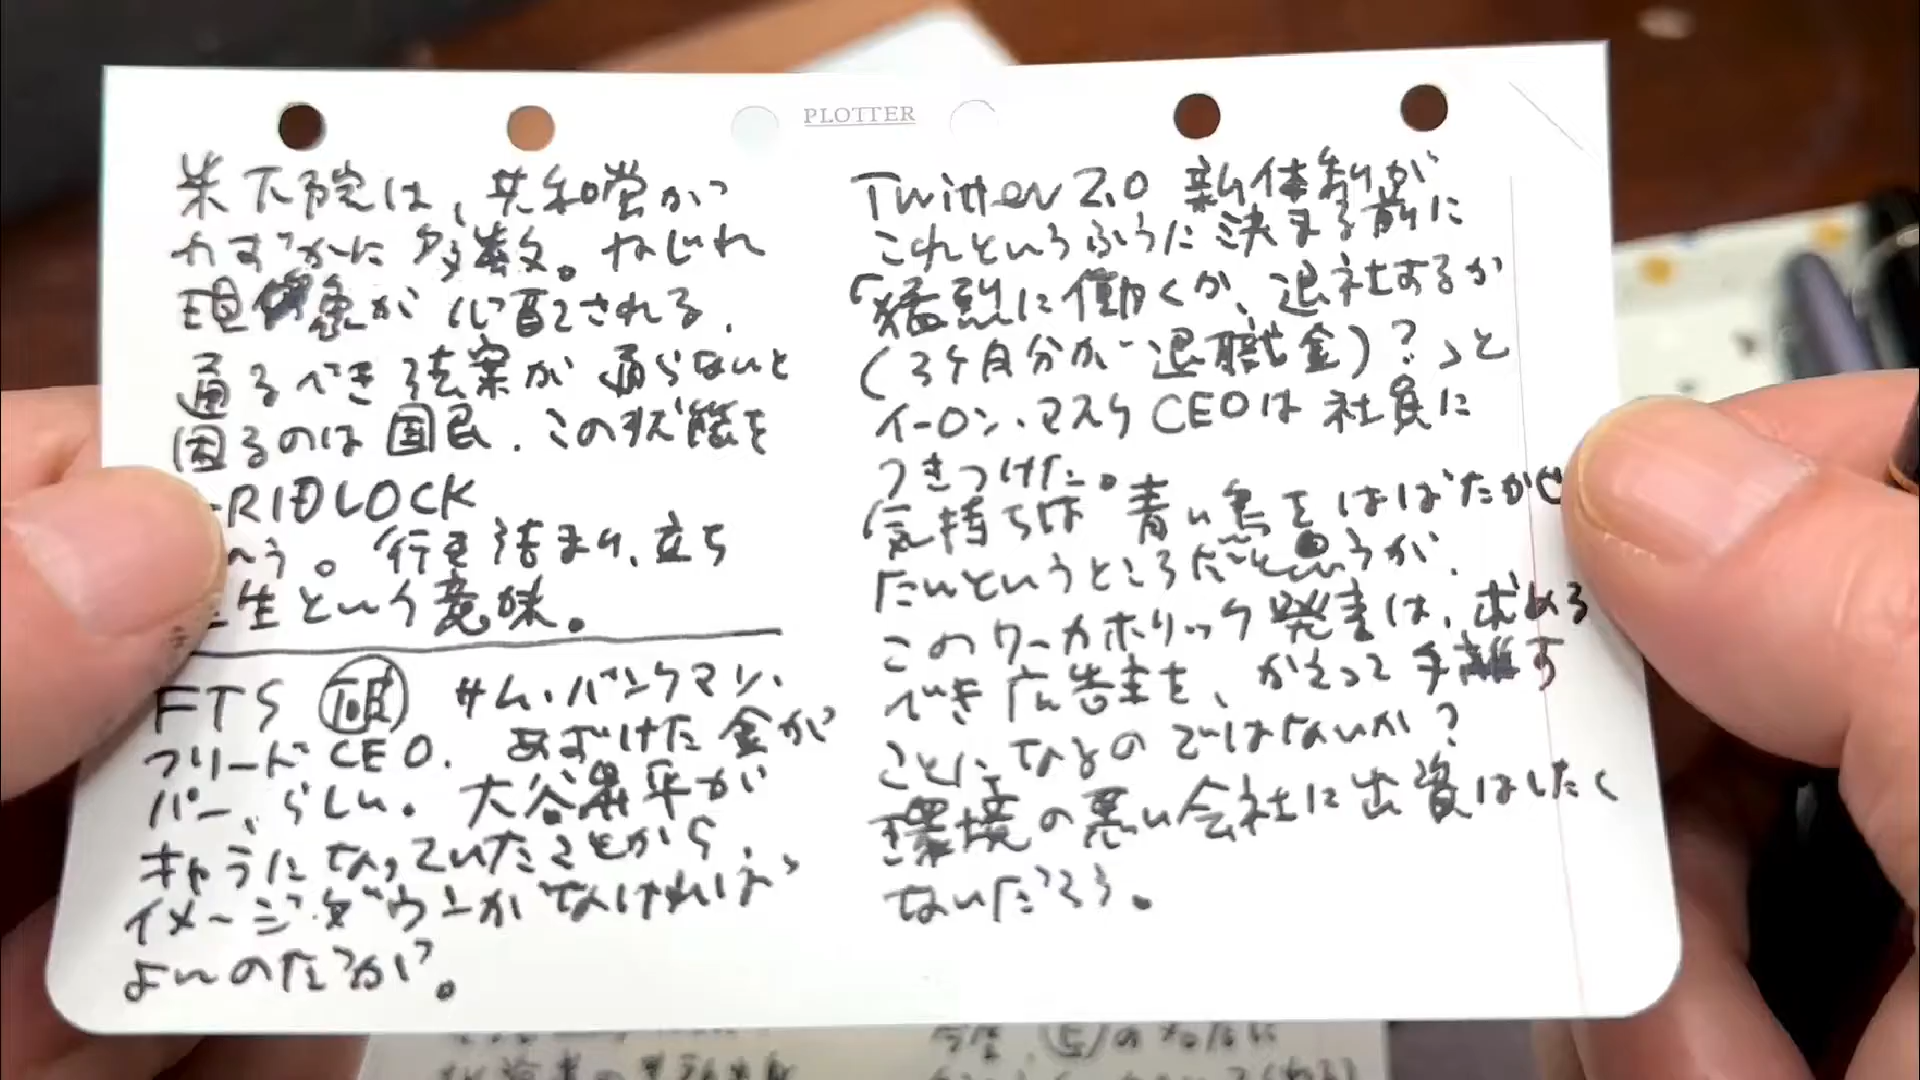 PLOTTER
米下院は、共和党が
わずかに多数。ねじれ
現象が心配される.
通るべき法案が通らないと
困るのは国民.この状態を
RIDLOCK
いう。行き詰まり、立ち
生という意味。
FTS 破 サム・バンクマン・
フリードCEO. あずけた金が
パー、らしい。大谷翔平が
キャラになっていたことから、
イメージダウンがなければ
よいのだが。
Twitter 2.0 新体制が
これというふうに決まる前に
「猛烈に働くか、退社するか
(3ケ月分が退職金)?」と
イーロン・マスクCEOは社員に
つきつけた。
気持ちは青い鳥をはばたかせ
たいというところだと思うが.
このワーカホリック発言は、求める
べき広告主を、かえって手離す
ことに、なるのではないか?
環境の悪い会社に出資はしたく
ないだろう。